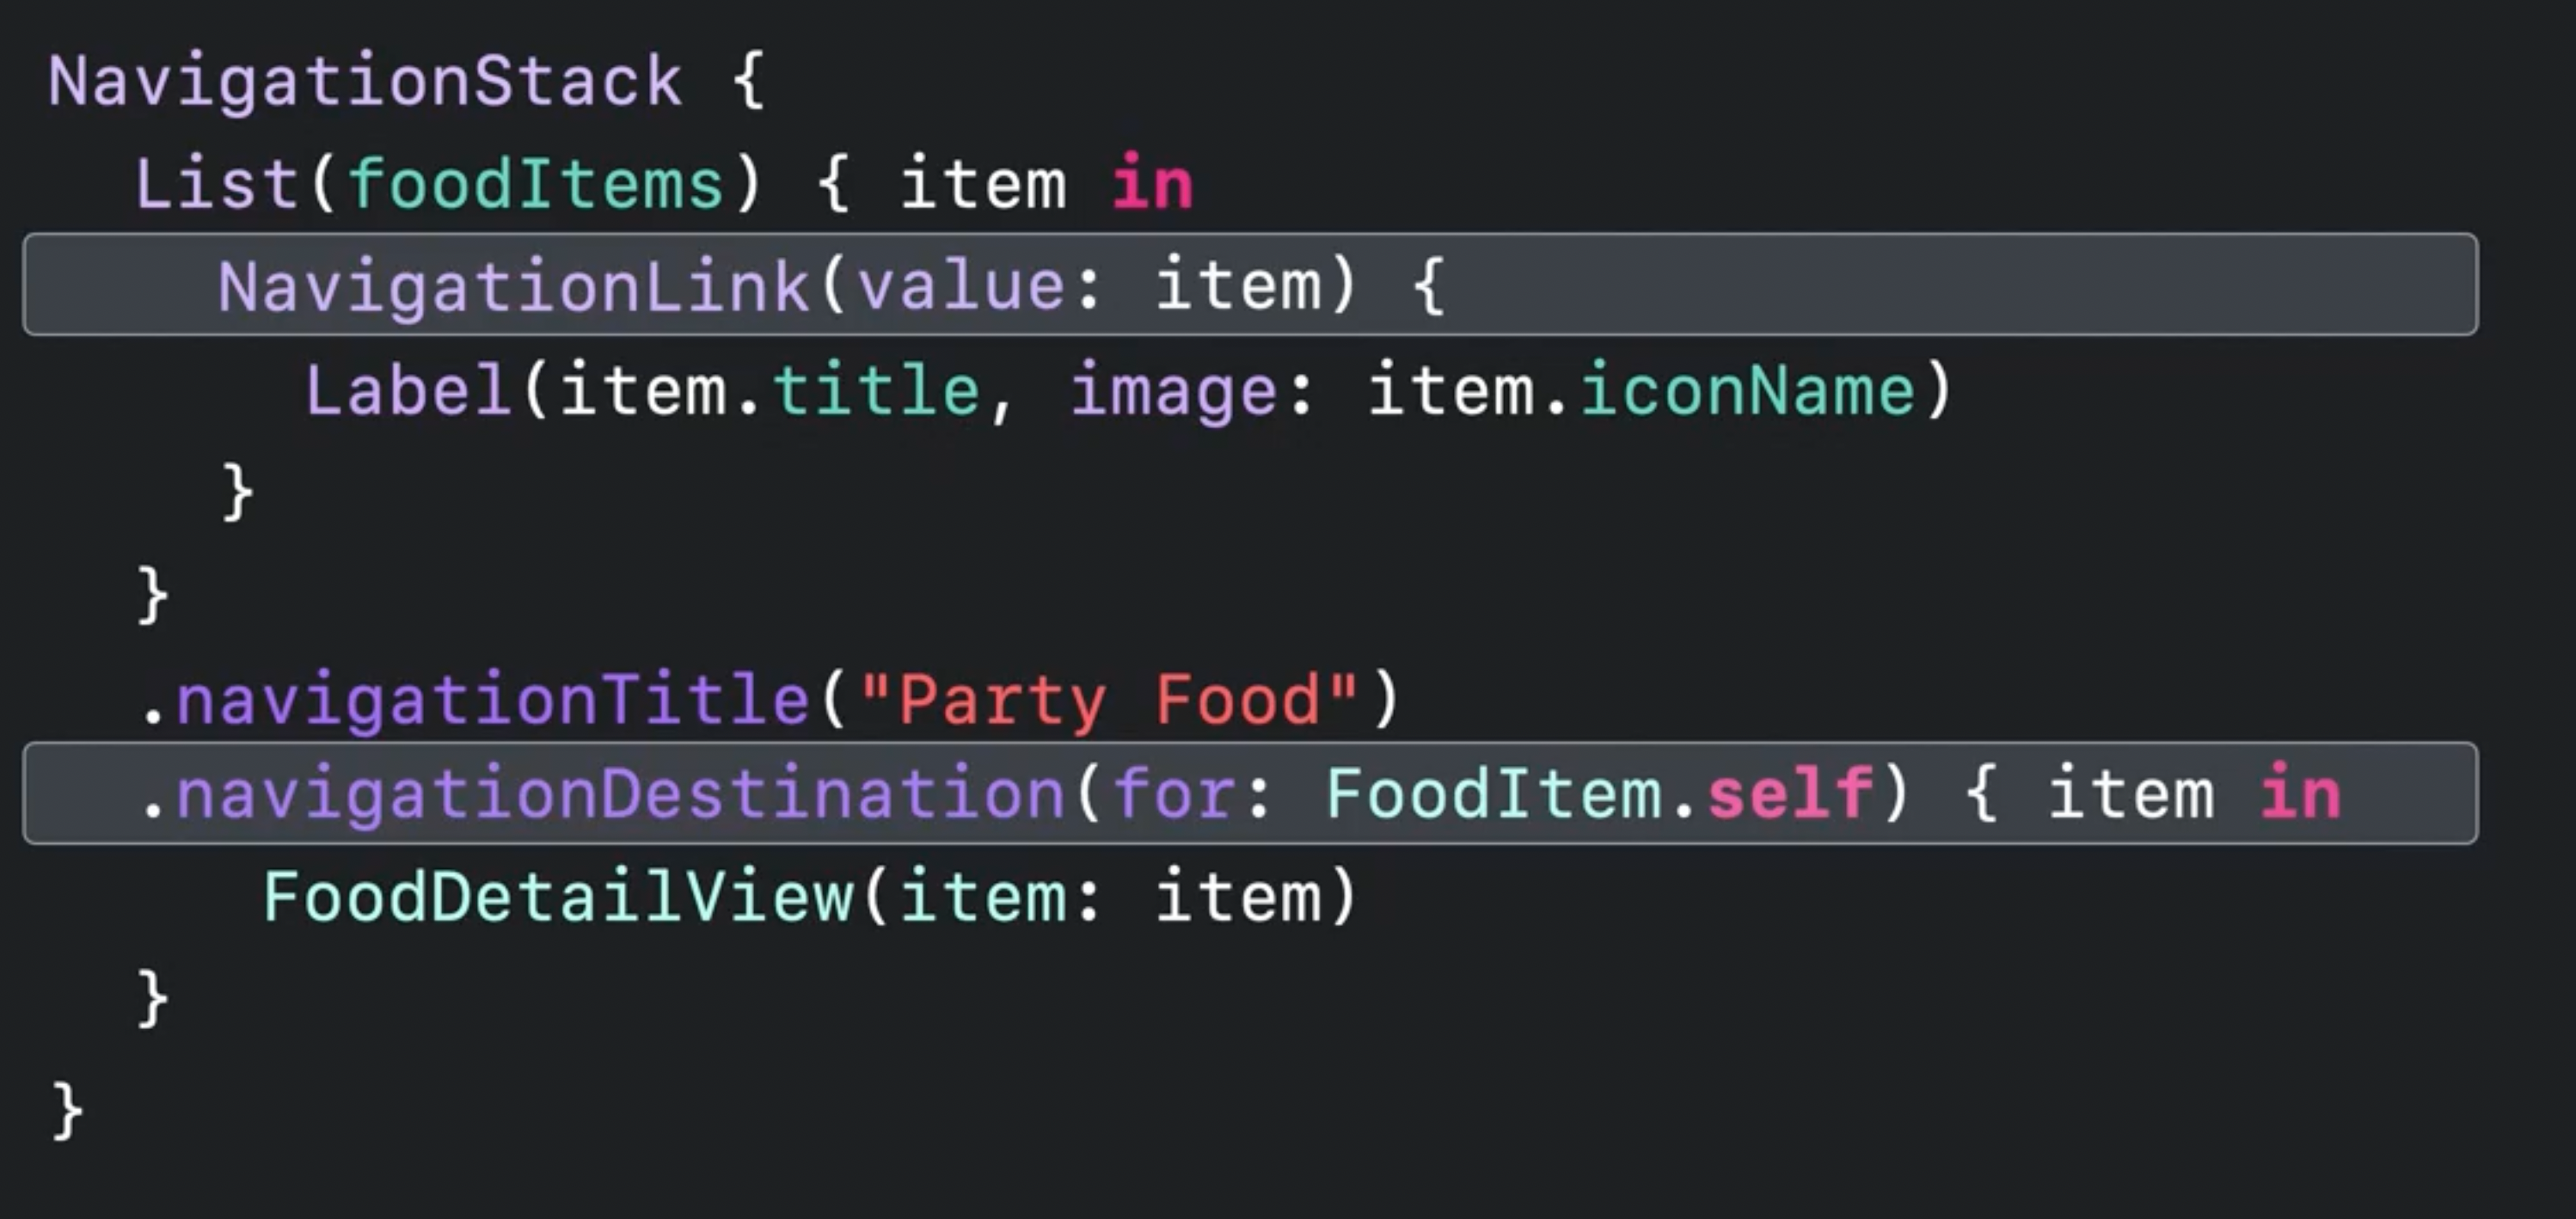 NavigationStack {
  List(foodItems) { item in
    NavigationLink(value: item) {
      Label(item.title, image: item.iconName)
    }
  }
  .navigationTitle("Party Food")
  .navigationDestination(for: FoodItem.self) { item in
     FoodDetailView(item: item)
  }
}